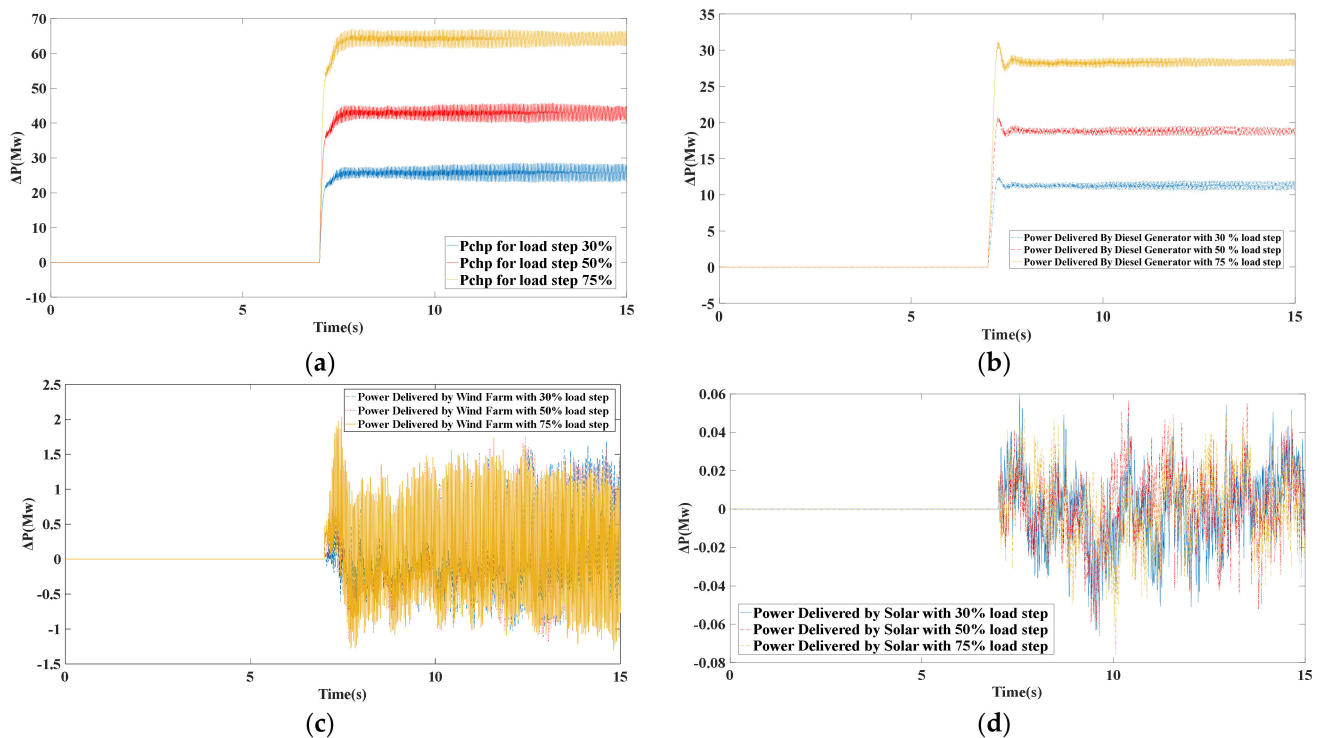 70
60
50
40
30
20
10
0
-10
ΔP(Mw)
0 5 10 15
Time(s)
Pchp for load step 30%
Pchp for load step 50%
Pchp for load step 75%
(a)
35
30
25
20
15
10
5
0
-5
ΔP(Mw)
0 5 10 15
Time(s)
Power Delivered By Diesel Generator with 30 % load step
Power Delivered By Diesel Generator with 50 % load step
Power Delivered By Diesel Generator with 75 % load step
(b)
2.5
2
1.5
1
0.5
0
-0.5
-1
-1.5
ΔP(Mw)
0 5 10 15
Time(s)
Power Delivered by Wind Farm with 30% load step
Power Delivered by Wind Farm with 50% load step
Power Delivered by Wind Farm with 75% load step
(c)
0.06
0.04
0.02
0
-0.02
-0.04
-0.06
-0.08
ΔP(Mw)
0 5 10 15
Time(s)
Power Delivered by Solar with 30% load step
Power Delivered by Solar with 50% load step
Power Delivered by Solar with 75% load step
(d)